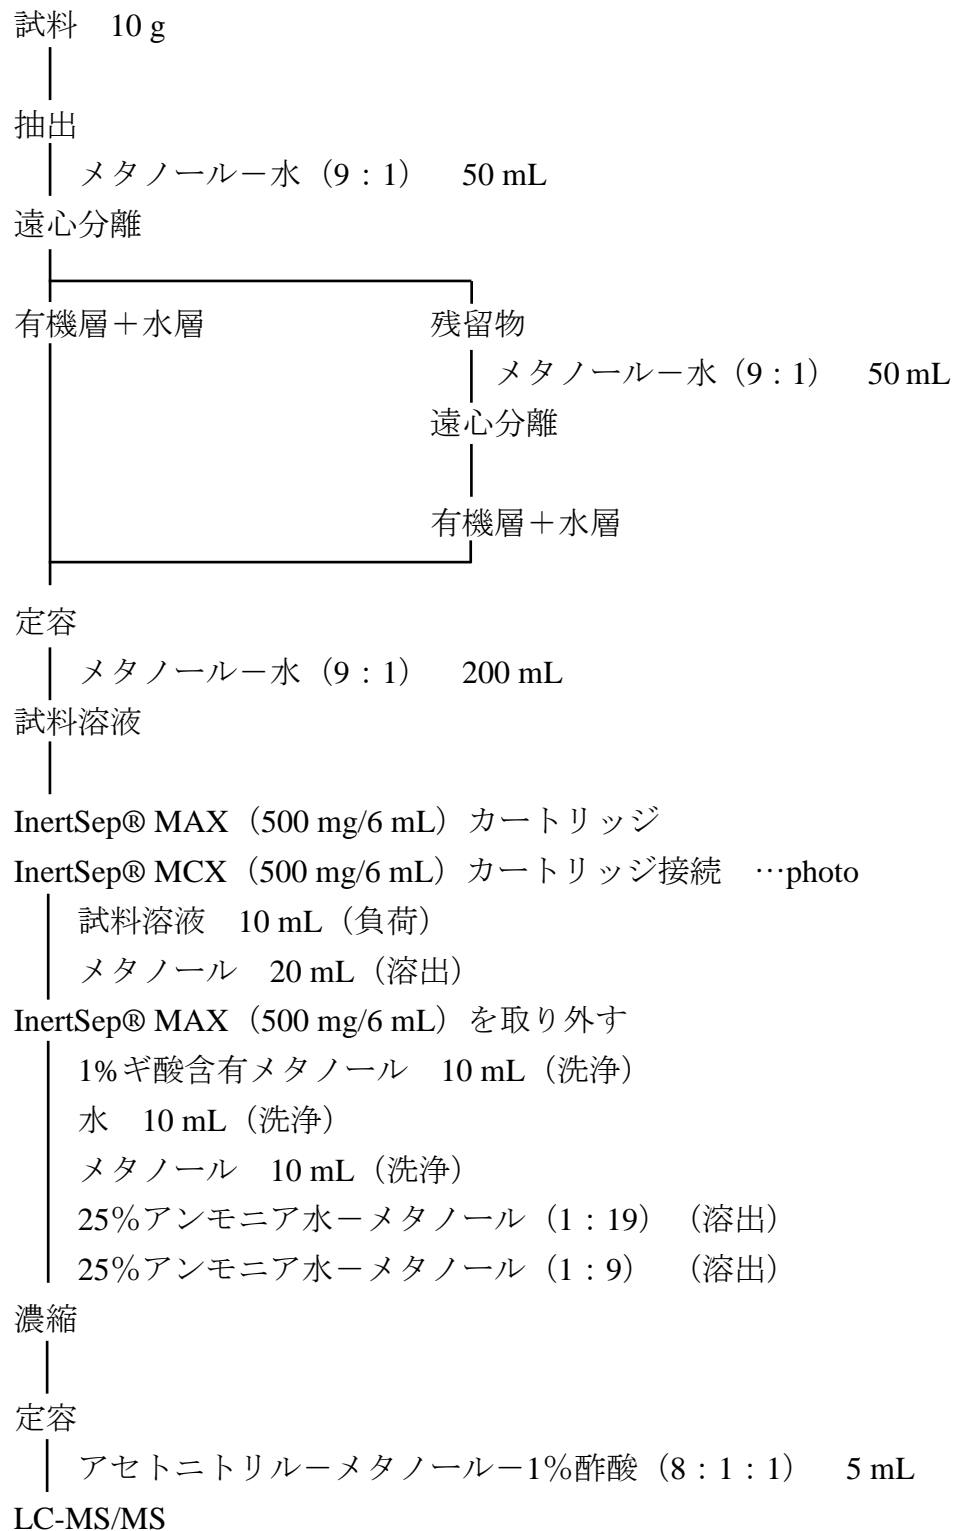 試料　10 g
抽出
メタノール－水（9：1）　50 mL
遠心分離
有機層＋水層　残留物
メタノール－水（9：1）　50 mL
遠心分離
有機層＋水層
定容
メタノール－水（9：1）　200 mL
試料溶液
InertSep® MAX（500 mg/6 mL）カートリッジ
InertSep® MCX（500 mg/6 mL）カートリッジ接続　…photo
試料溶液　10 mL（負荷）
メタノール　20 mL（溶出）
InertSep® MAX（500 mg/6 mL）を取り外す
1%ギ酸含有メタノール　10 mL（洗浄）
水　10 mL（洗浄）
メタノール　10 mL（洗浄）
25％アンモニア水－メタノール（1：19）（溶出）
25％アンモニア水－メタノール（1：9）　（溶出）
濃縮
定容
アセトニトリル－メタノール－1％酢酸（8：1：1）　5 mL
LC-MS/MS